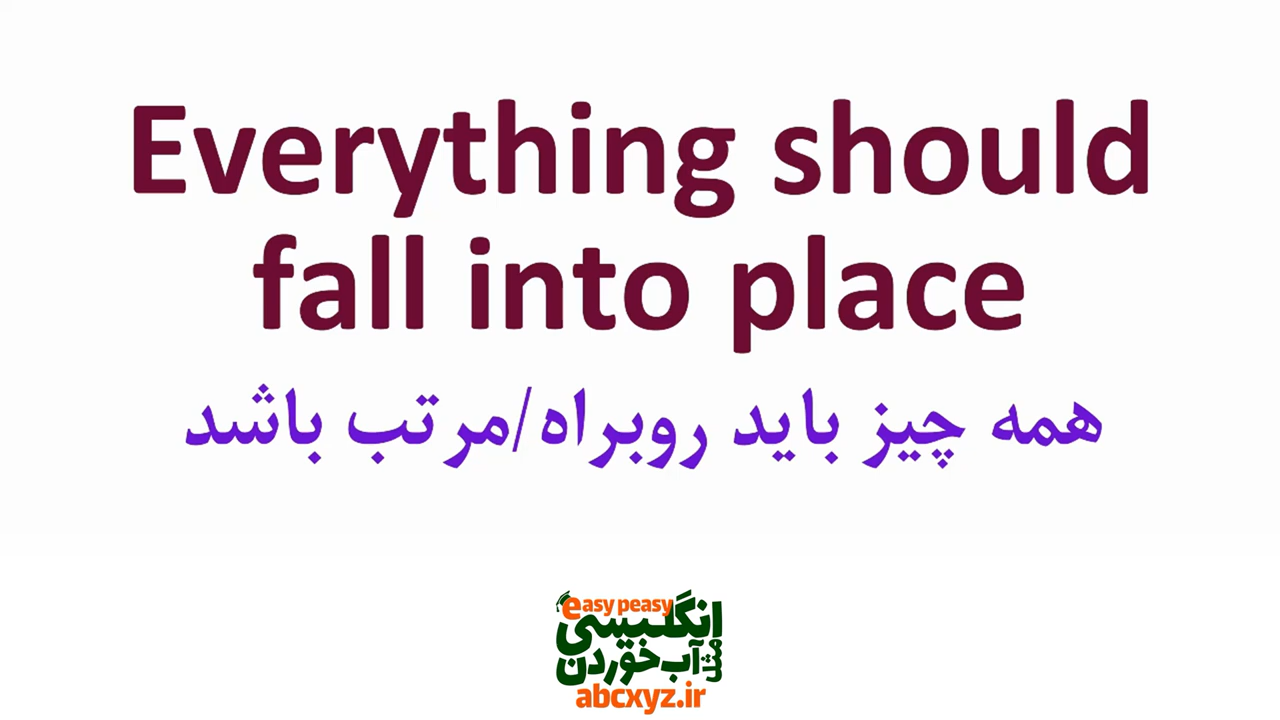 Everything should
fall into place
همه چیز باید روبراه/مرتب باشد
easy peasy
انگلیسی
مثل
آب خوردن
abcxyz.ir